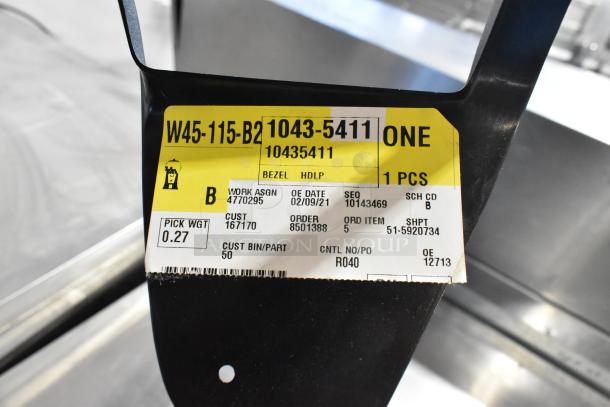 W45-115-B2 1043-5411 ONE
10435411
BEZEL HDLP 1 PCS
B WORK ASGN OE DATE SEQ SCH CD
4770295 02/09/21 10143469 B
PICK WGT CUST ORDER ORD ITEM SHPT
0.27 167170 8501388 5 51-5920734
AUCTION GROUP
CUST BIN/PART CNTL NO/PO OE
50 R040 12713